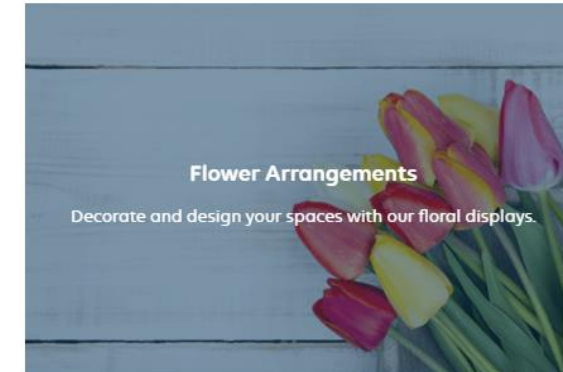 Flower Arrangements
Decorate and design your spaces with our floral displays.